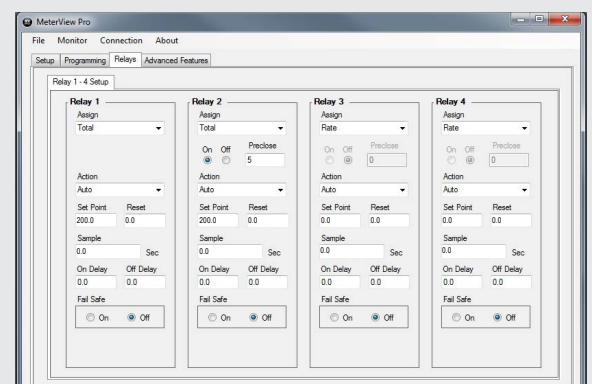 MeterView Pro
File Monitor Connection About
Setup Programming Relays Advanced Features
Relay 1 - 4 Setup
Relay 1
Assign
Total
Action
Auto
Set Point Reset
200.0 0.0
Sample
0.0 Sec
On Delay Off Delay
0.0 0.0
Fail Safe
On Off
Relay 2
Assign
Total
On Off Preclose
5
Action
Auto
Set Point Reset
200.0 0.0
Sample
0.0 Sec
On Delay Off Delay
0.0 0.0
Fail Safe
On Off
Relay 3
Assign
Rate
On Off Preclose
0
Action
Auto
Set Point Reset
0.0 0.0
Sample
0.0 Sec
On Delay Off Delay
0.0 0.0
Fail Safe
On Off
Relay 4
Assign
Rate
On Off Preclose
0
Action
Auto
Set Point Reset
0.0 0.0
Sample
0.0 Sec
On Delay Off Delay
0.0 0.0
Fail Safe
On Off